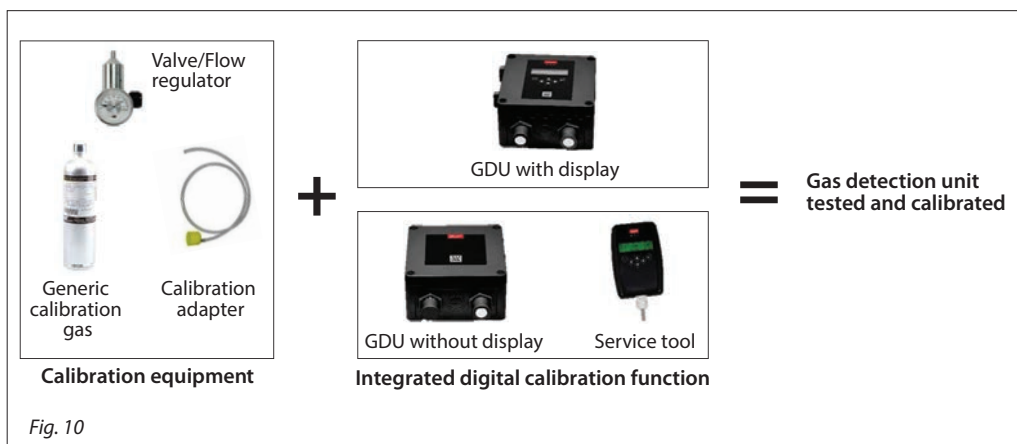 Valve/Flow
regulator
Generic
calibration
gas
Calibration
adapter
Calibration equipment
+
GDU with display
GDU without display
Service tool
Integrated digital calibration function
=
Gas detection unit
tested and calibrated
Fig. 10